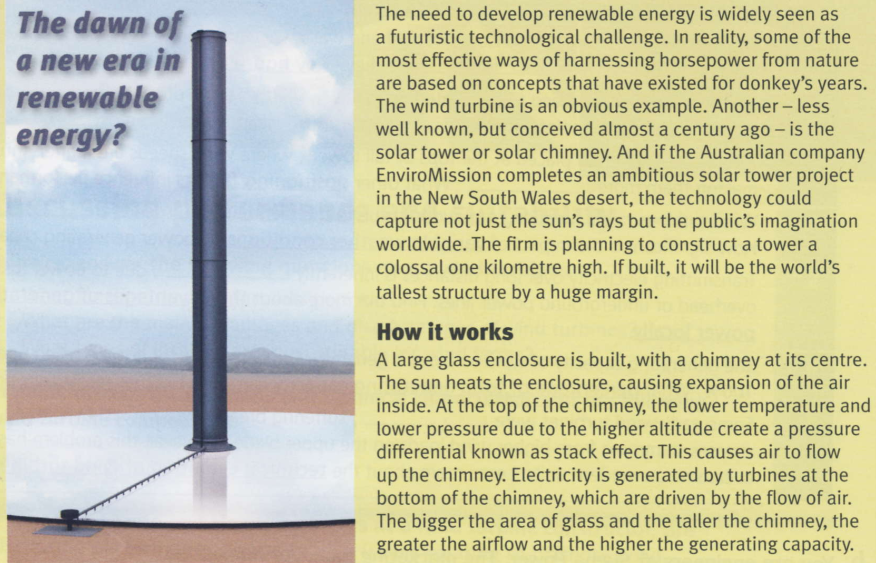 The dawn of
a new era in
renewable
energy?
The need to develop renewable energy is widely seen as
a futuristic technological challenge. In reality, some of the
most effective ways of harnessing horsepower from nature
are based on concepts that have existed for donkey's years.
The wind turbine is an obvious example. Another – less
well known, but conceived almost a century ago – is the
solar tower or solar chimney. And if the Australian company
EnviroMission completes an ambitious solar tower project
in the New South Wales desert, the technology could
capture not just the sun's rays but the public's imagination
worldwide. The firm is planning to construct a tower a
colossal one kilometre high. If built, it will be the world's
tallest structure by a huge margin.
How it works
A large glass enclosure is built, with a chimney at its centre.
The sun heats the enclosure, causing expansion of the air
inside. At the top of the chimney, the lower temperature and
lower pressure due to the higher altitude create a pressure
differential known as stack effect. This causes air to flow
up the chimney. Electricity is generated by turbines at the
bottom of the chimney, which are driven by the flow of air.
The bigger the area of glass and the taller the chimney, the
greater the airflow and the higher the generating capacity.